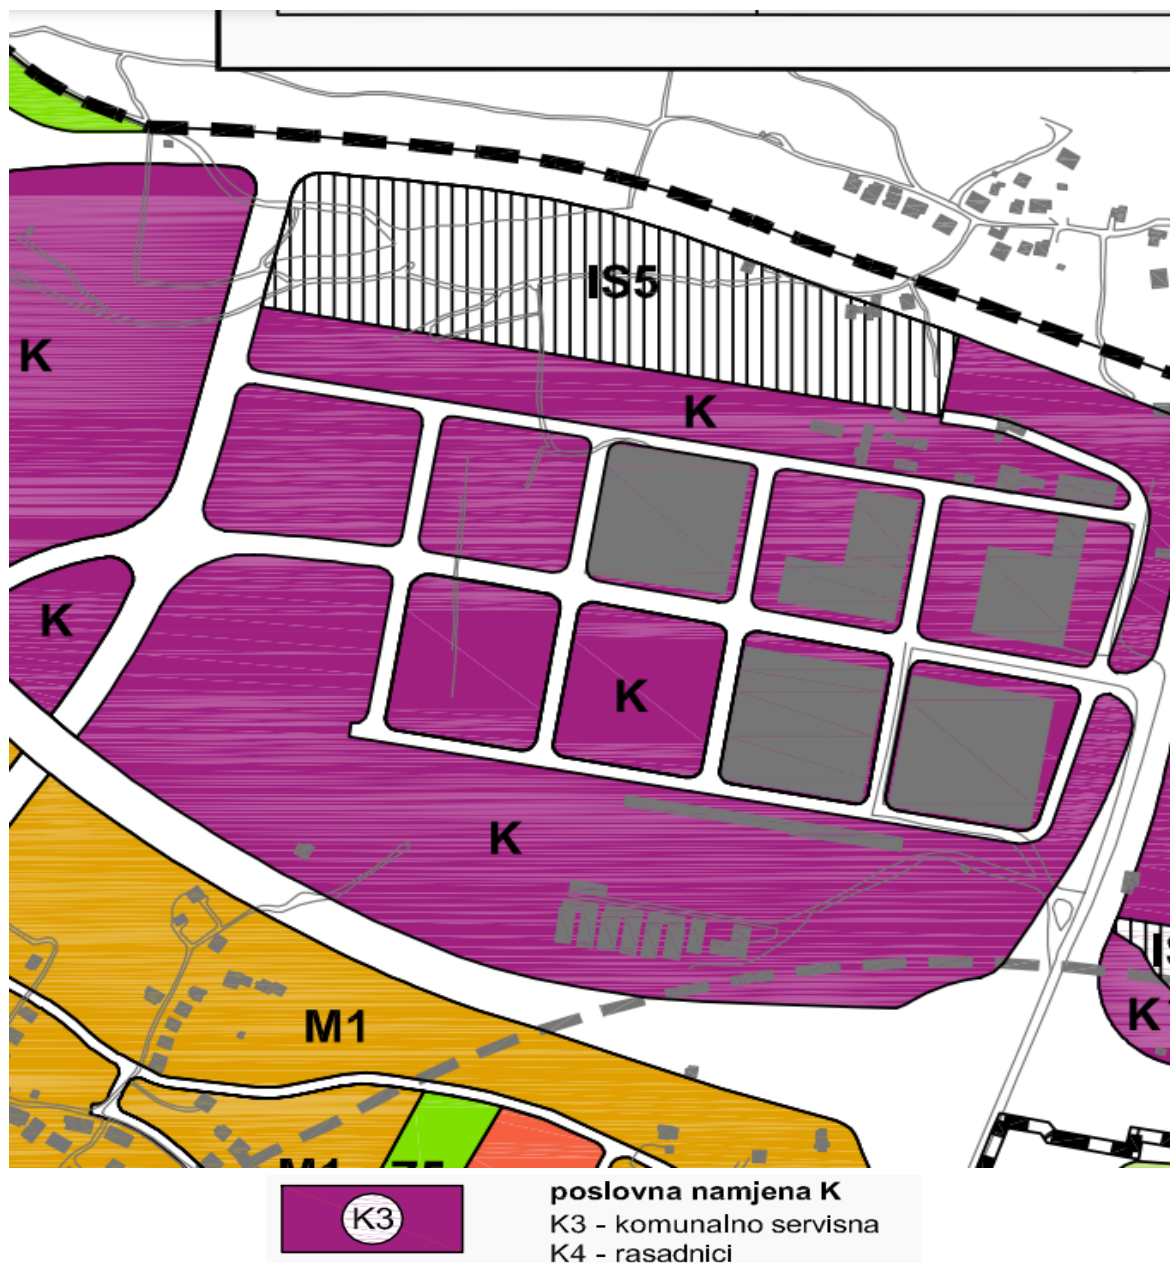 IS5
K
K
K
K
K
M1
K
K3
poslovna namjena K
K3 - komunalno servisna
K4 - rasadnici